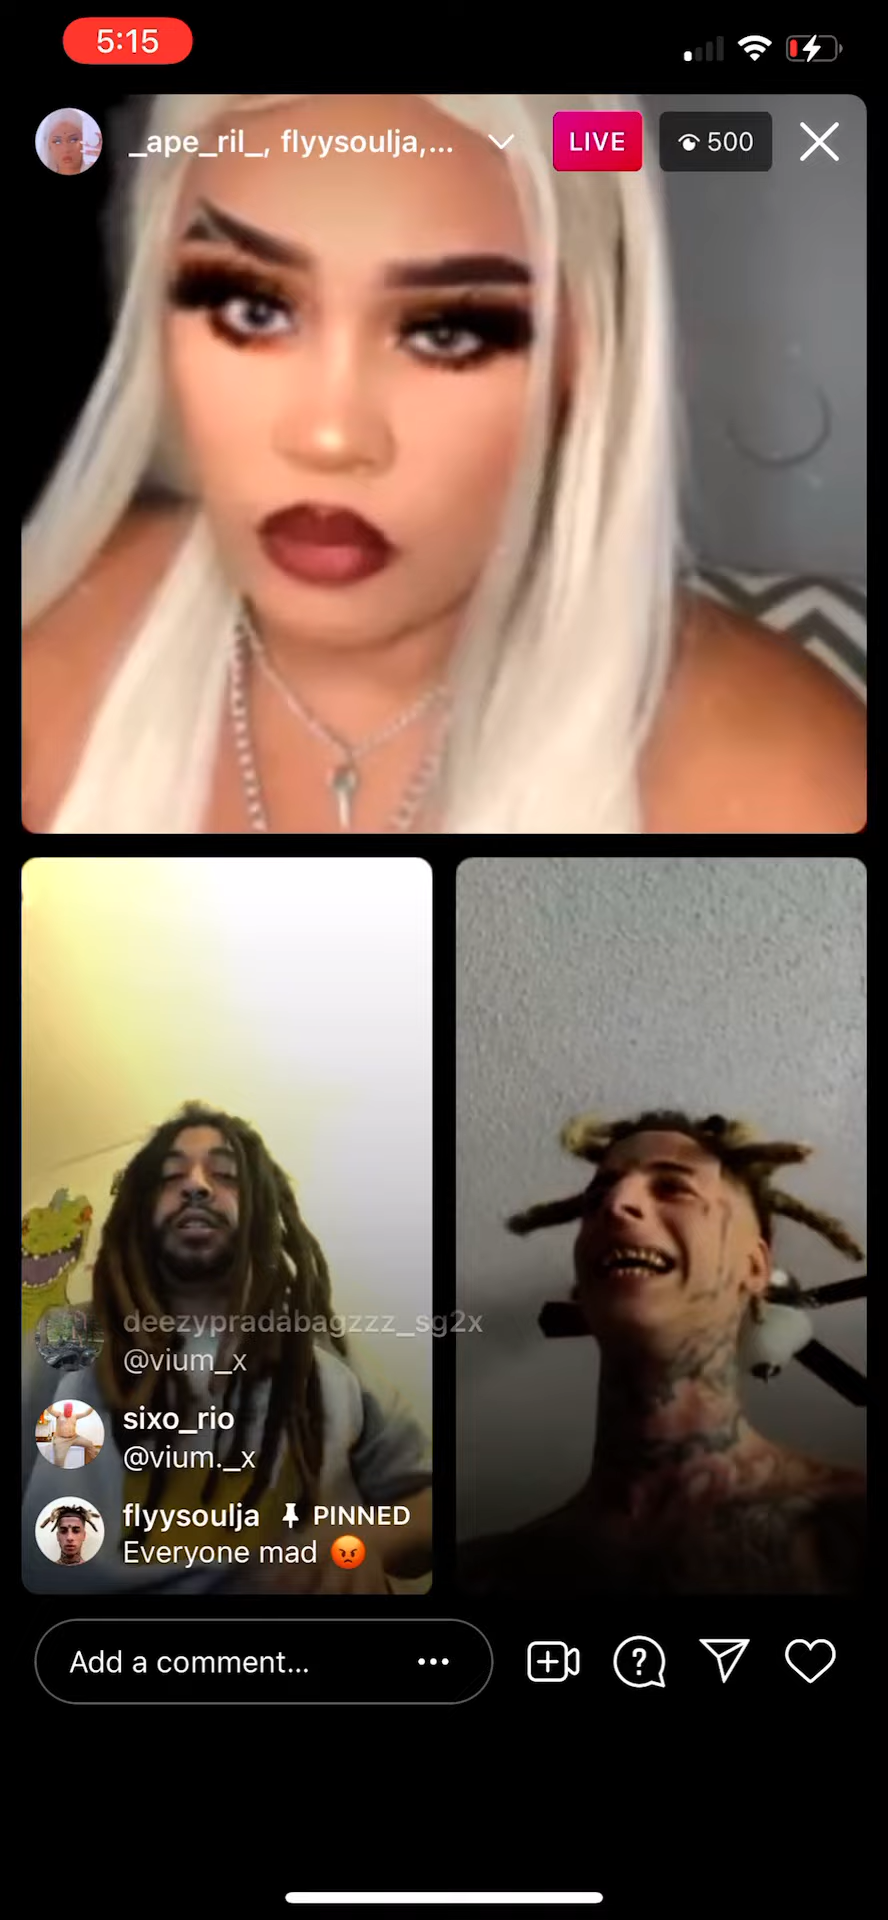 5:15
_ape_ril_, flyysoulja,...
LIVE
500
deezypradabagzzz_sg2x
@vium_x
sixo_rio
@vium._x
flyysoulja PINNED
Everyone mad 😡
Add a comment...